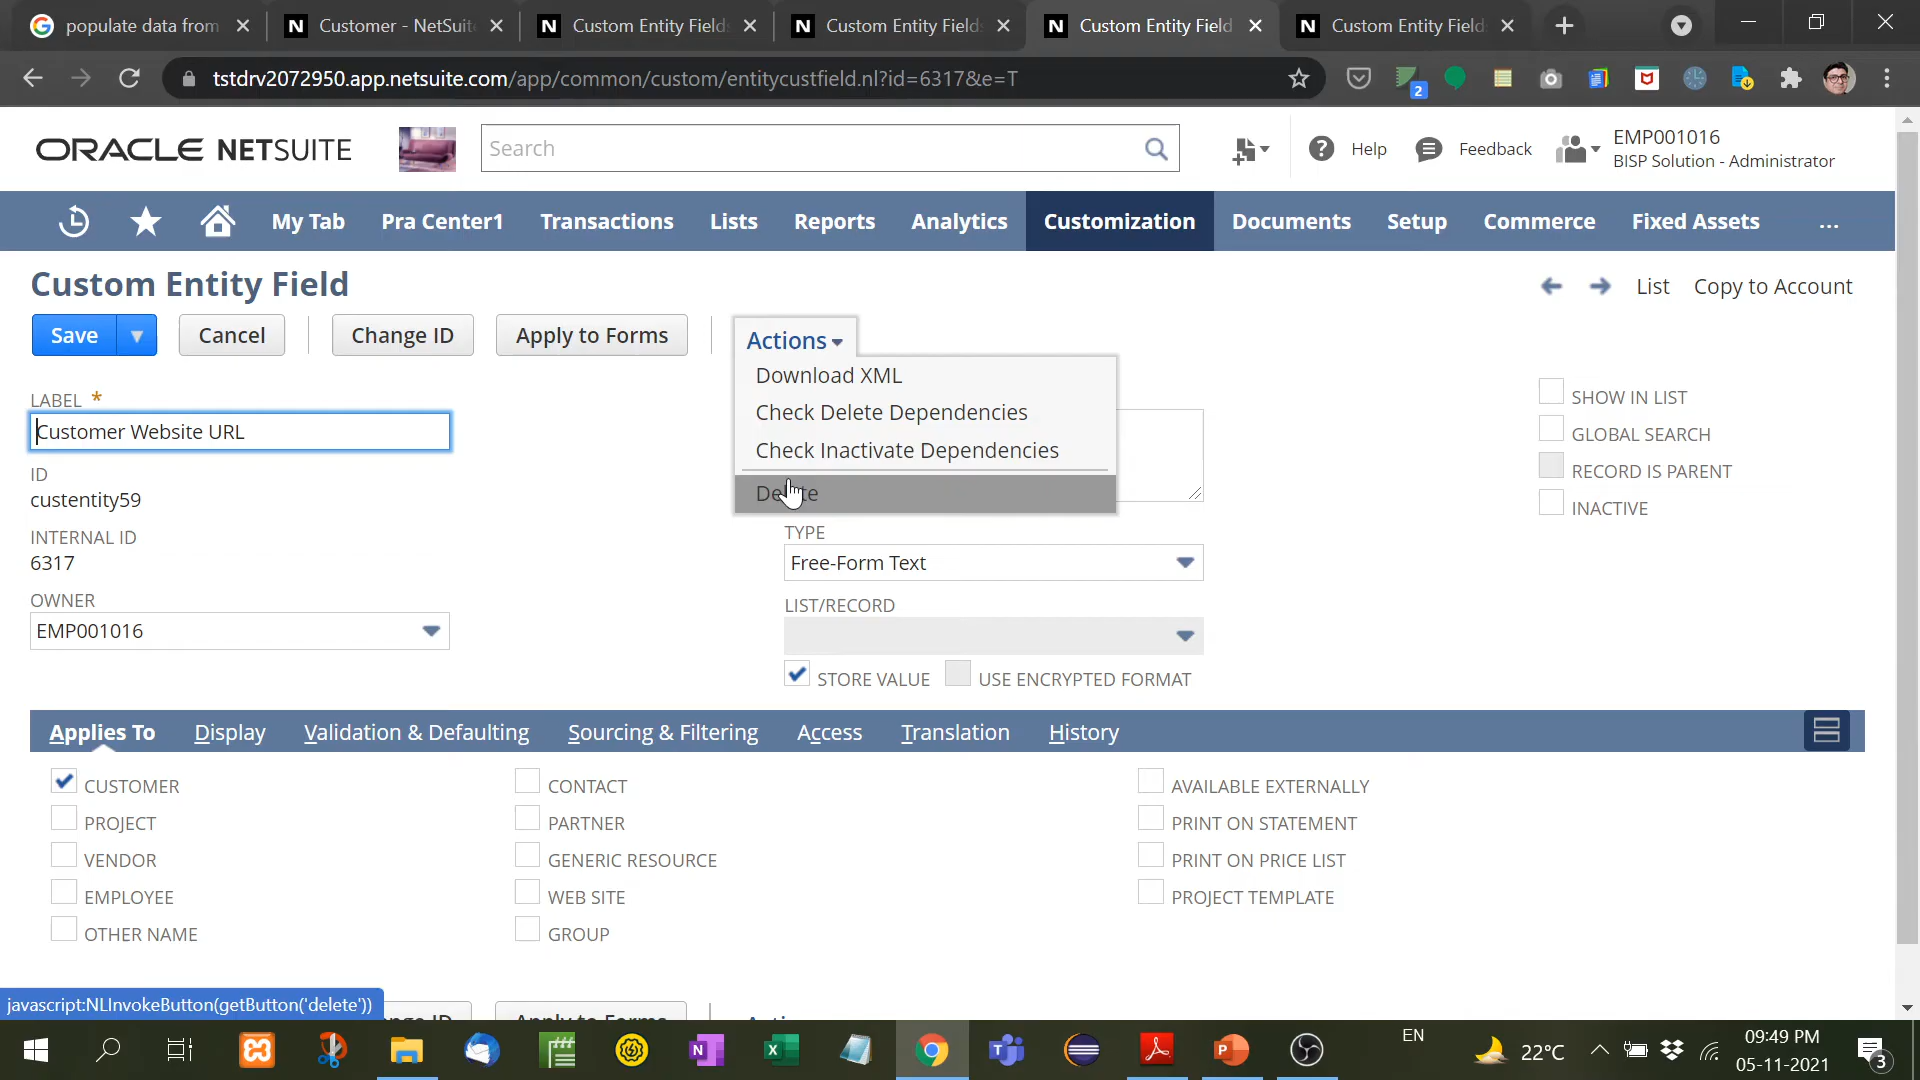 populate data from
Customer - NetSuite
Custom Entity Fields
Custom Entity Fields
Custom Entity Field
Custom Entity Field
tstdrv2072950.app.netsuite.com/app/common/custom/entitycustfield.nl?id=6317&e=T
2
ORACLE NETSUITE
Search
Help
Feedback
EMP001016
BISP Solution - Administrator
My Tab
Pra Center1
Transactions
Lists
Reports
Analytics
Customization
Documents
Setup
Commerce
Fixed Assets
...
Custom Entity Field
List
Copy to Account
Save
Cancel
Change ID
Apply to Forms
Actions
Download XML
Check Delete Dependencies
Check Inactivate Dependencies
Delete
LABEL *
Customer Website URL
ID
custentity59
INTERNAL ID
6317
OWNER
EMP001016
TYPE
Free-Form Text
LIST/RECORD
STORE VALUE
USE ENCRYPTED FORMAT
SHOW IN LIST
GLOBAL SEARCH
RECORD IS PARENT
INACTIVE
Applies To
Display
Validation & Defaulting
Sourcing & Filtering
Access
Translation
History
CUSTOMER
PROJECT
VENDOR
EMPLOYEE
OTHER NAME
CONTACT
PARTNER
GENERIC RESOURCE
WEB SITE
GROUP
AVAILABLE EXTERNALLY
PRINT ON STATEMENT
PRINT ON PRICE LIST
PROJECT TEMPLATE
javascript:NLInvokeButton(getButton('delete'))
EN
22°C
09:49 PM
05-11-2021
3